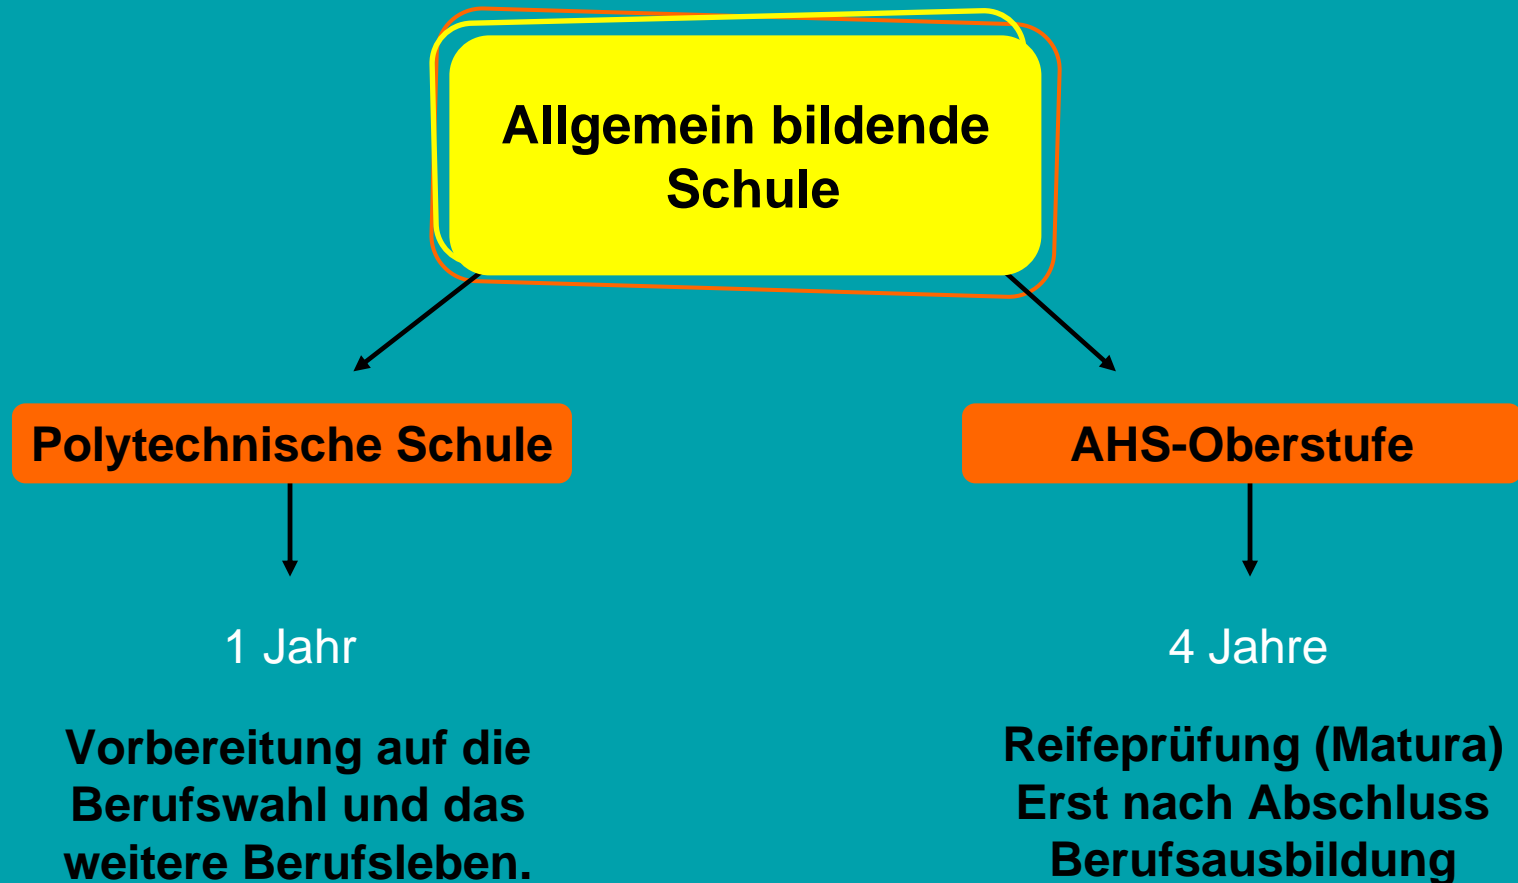 Allgemein bildende
Schule
Polytechnische Schule
AHS-Oberstufe
1 Jahr
4 Jahre
Vorbereitung auf die
Berufswahl und das
weitere Berufsleben.
Reifeprüfung (Matura)
Erst nach Abschluss
Berufsausbildung